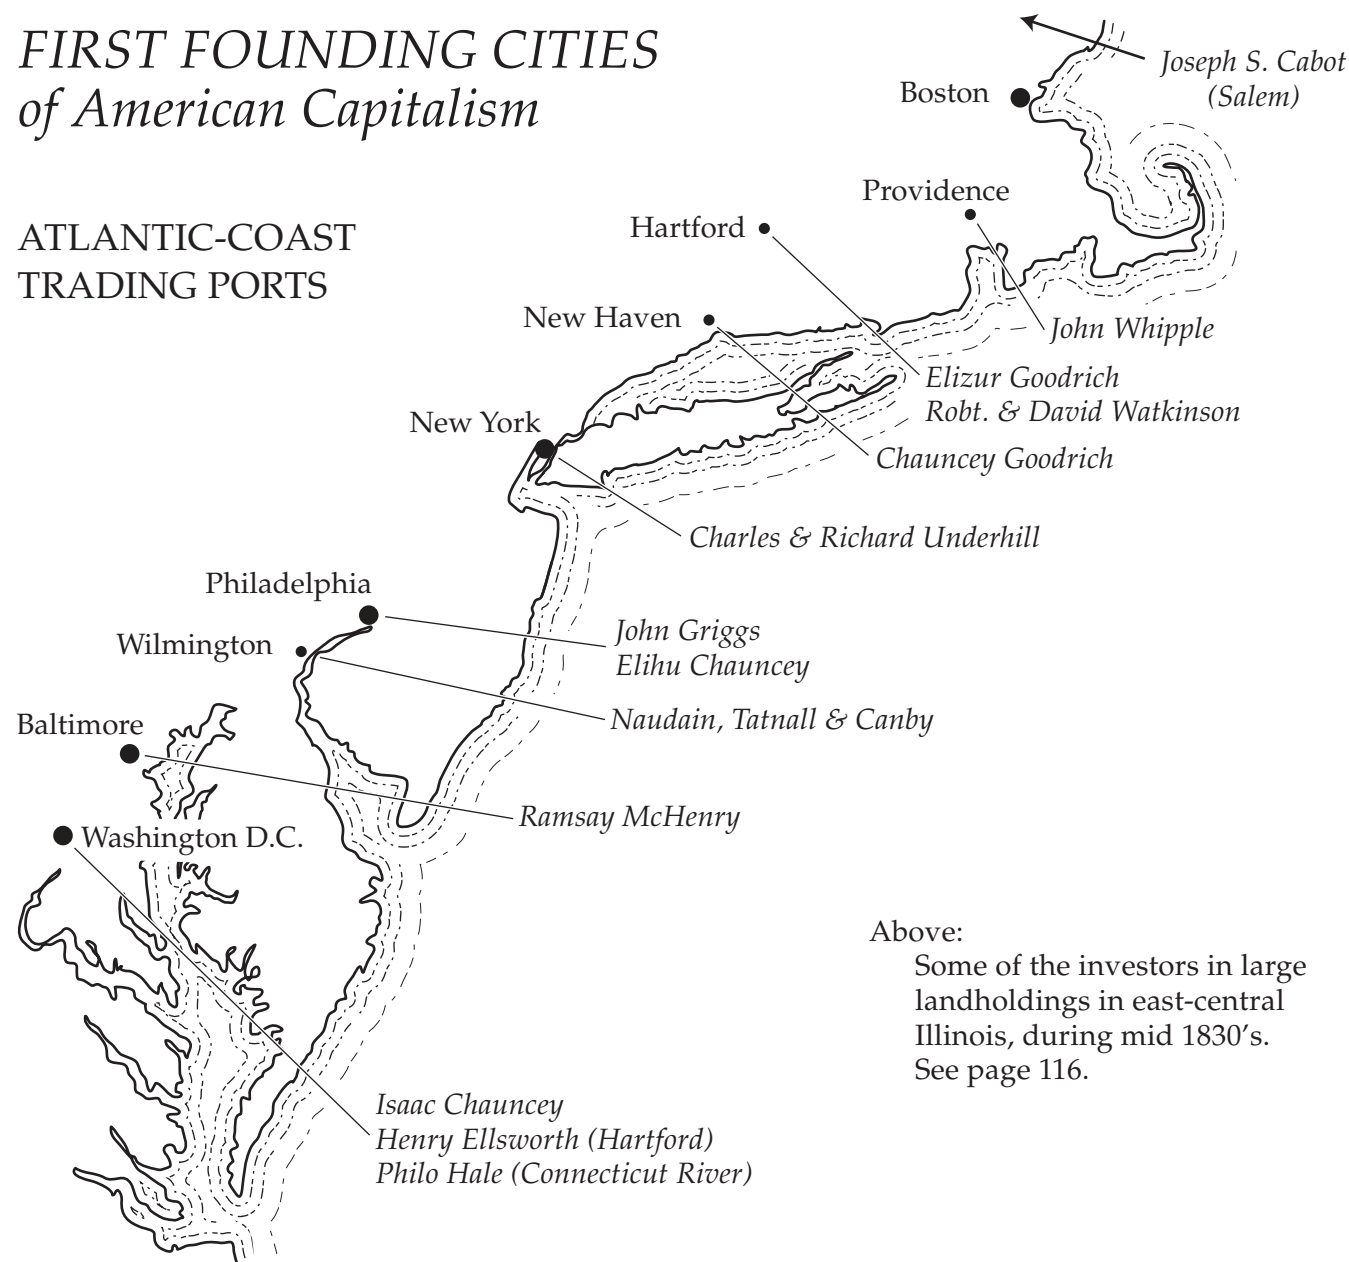 FIRST FOUNDING CITIES
of American Capitalism
ATLANTIC-COAST
TRADING PORTS
Joseph S. Cabot
(Salem)
Boston
Providence
Hartford
New Haven
John Whipple
Elizur Goodrich
Robt. & David Watkinson
New York
Chauncey Goodrich
Charles & Richard Underhill
Philadelphia
John Griggs
Elihu Chauncey
Wilmington
Naudain, Tatnall & Canby
Baltimore
Ramsay McHenry
Washington D.C.
Above:
Some of the investors in large
landholdings in east-central
Illinois, during mid 1830's.
See page 116.
Isaac Chauncey
Henry Ellsworth (Hartford)
Philo Hale (Connecticut River)